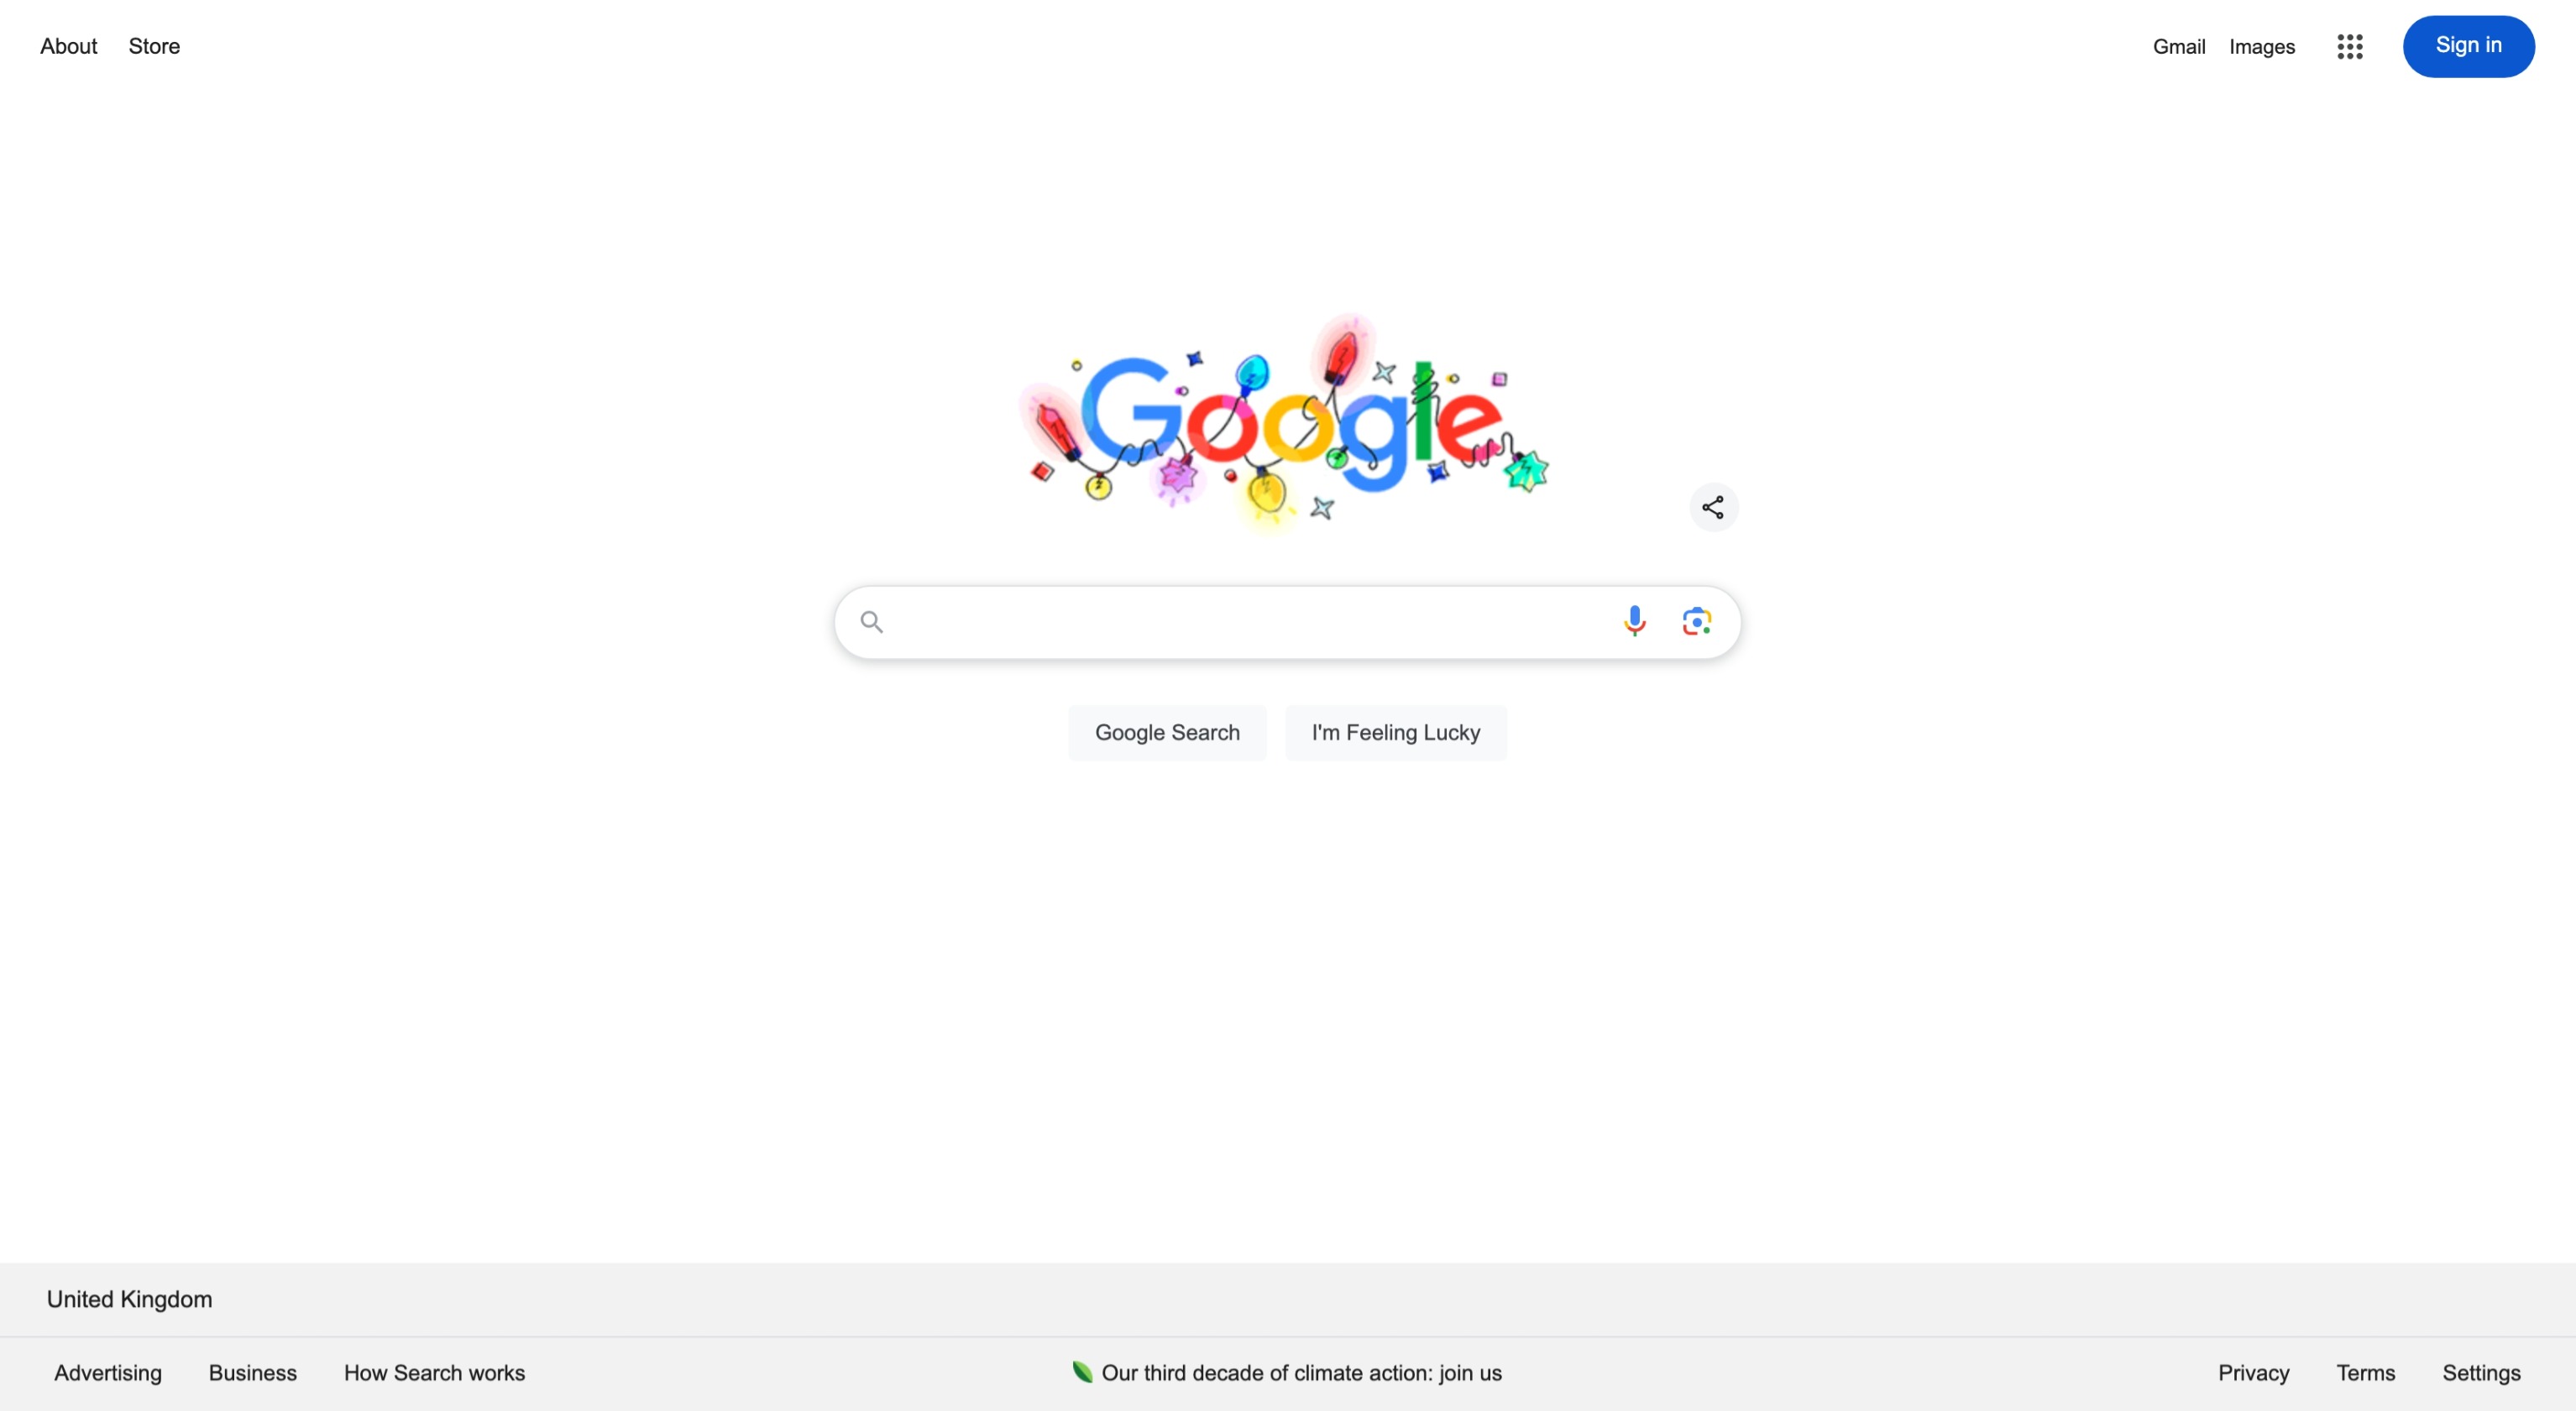 About Store Gmail Images Sign in
Google
Google Search I'm Feeling Lucky
United Kingdom
Advertising Business How Search works Our third decade of climate action: join us Privacy Terms Settings